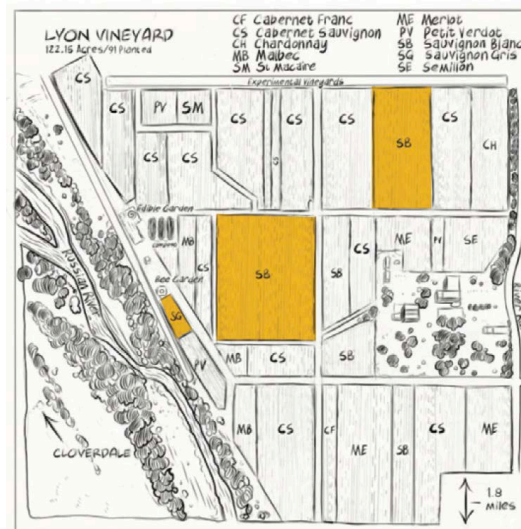 LYON VINEYARD
122.15 Acres/91 Planted
CF Cabernet Franc
CS Cabernet Sauvignon
CH Chardonnay
MB Malbec
SM St Macaire
ME Merlot
PV Petit Verdot
SB Sauvignon Blanc
SG Sauvignon Gris
SE Semillon
Experimental Vineyards
CS
CS
PV
SM
CS
CS
CS
SB
CS
CH
CS
CS
Edible Garden
MB
CS
SB
SB
CS
ME
PV
SE
Bee Garden
SG
Russian River
PV
MB
CS
SB
MB
CS
CF
ME
SB
CS
ME
CLOVERDALE
1.8
Miles